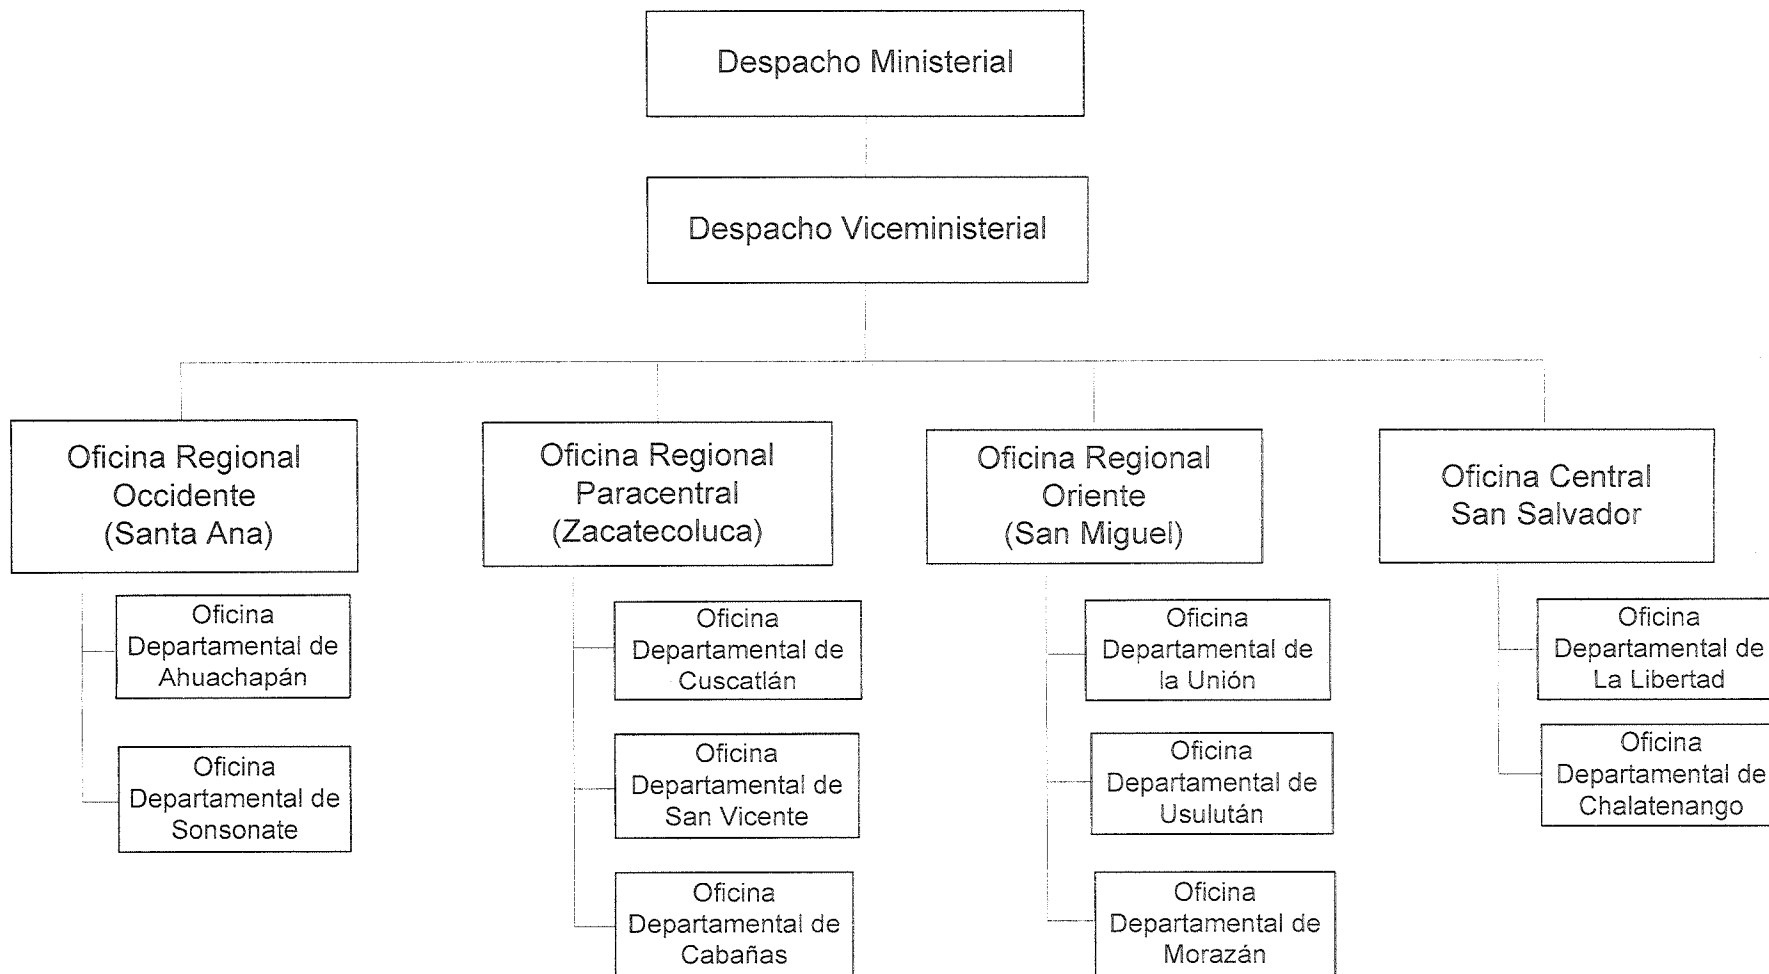 Despacho Ministerial
Despacho Viceministerial
Oficina Regional
Occidente
(Santa Ana)
Oficina Regional
Paracentral
(Zacatecoluca)
Oficina Regional
Oriente
(San Miguel)
Oficina Central
San Salvador
Oficina
Departamental de
Ahuachapán
Oficina
Departamental de
Sonsonate
Oficina
Departamental de
Cuscatlán
Oficina
Departamental de
San Vicente
Oficina
Departamental de
Cabañas
Oficina
Departamental de
la Unión
Oficina
Departamental de
Usulután
Oficina
Departamental de
Morazán
Oficina
Departamental de
La Libertad
Oficina
Departamental de
Chalatenango